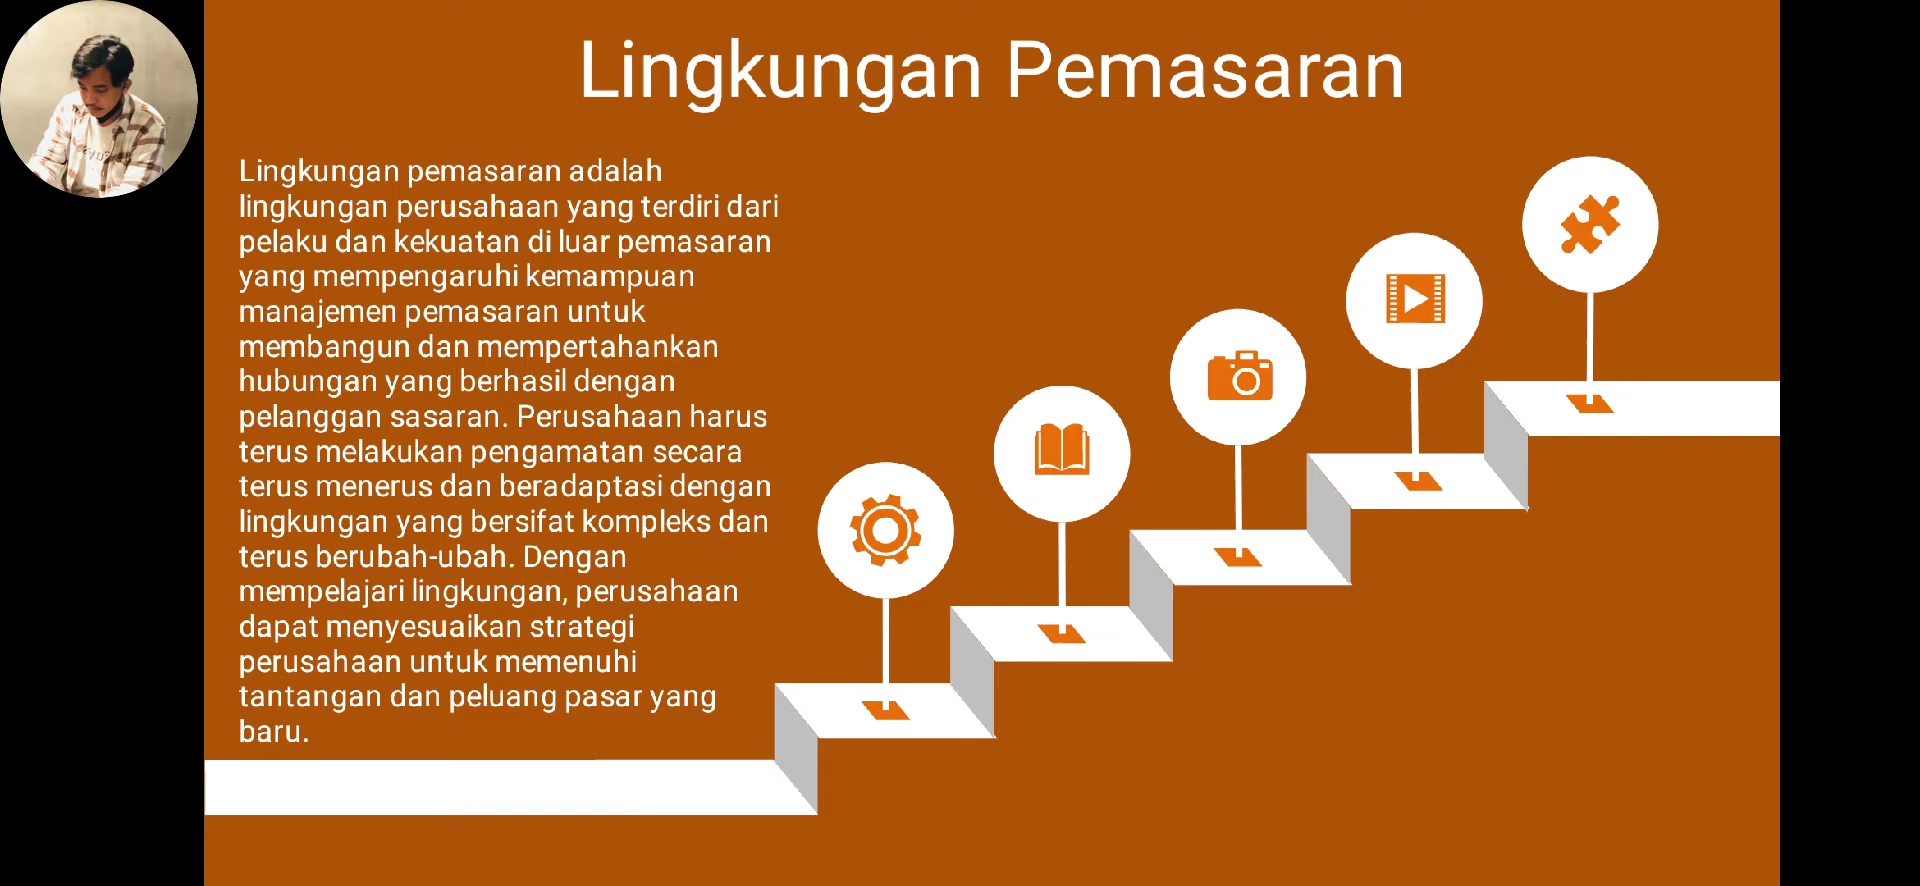 Lingkungan Pemasaran
Lingkungan pemasaran adalah
lingkungan perusahaan yang terdiri dari
pelaku dan kekuatan di luar pemasaran
yang mempengaruhi kemampuan
manajemen pemasaran untuk
membangun dan mempertahankan
hubungan yang berhasil dengan
pelanggan sasaran. Perusahaan harus
terus melakukan pengamatan secara
terus menerus dan beradaptasi dengan
lingkungan yang bersifat kompleks dan
terus berubah-ubah. Dengan
mempelajari lingkungan, perusahaan
dapat menyesuaikan strategi
perusahaan untuk memenuhi
tantangan dan peluang pasar yang
baru.